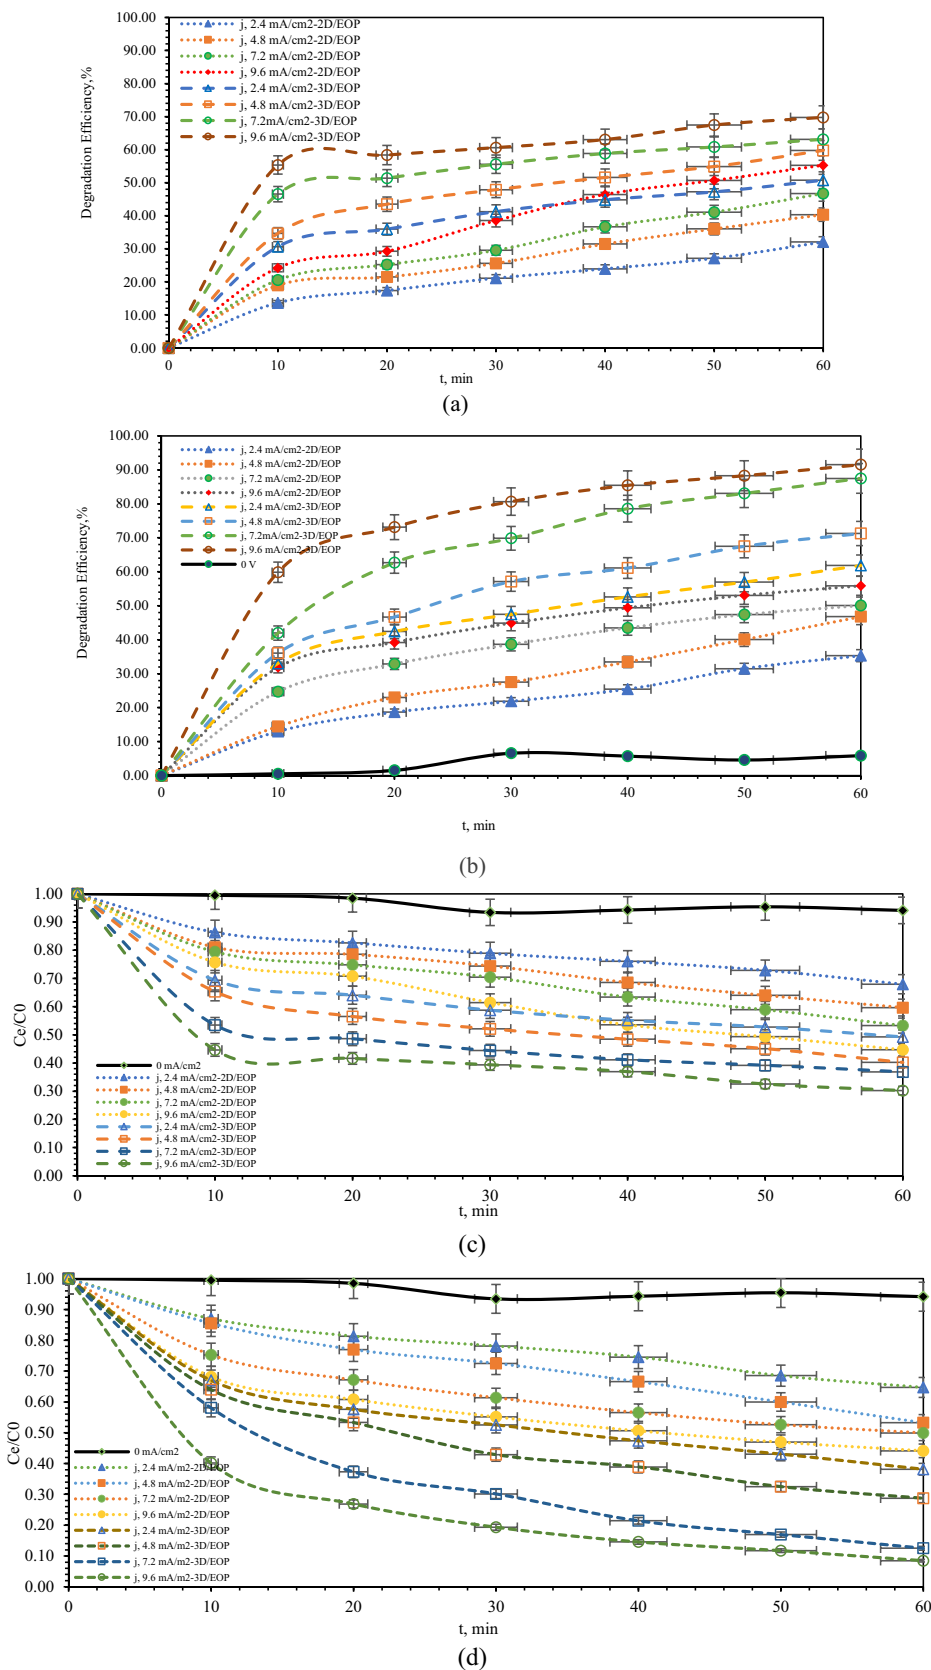 100.00
90.00
80.00
70.00
60.00
50.00
40.00
30.00
20.00
10.00
0.00
Degradation Efficiency,%
j, 2.4 mA/cm2-2D/EOP
j, 4.8 mA/cm2-2D/EOP
j, 7.2 mA/cm2-2D/EOP
j, 9.6 mA/cm2-2D/EOP
j, 2.4 mA/cm2-3D/EOP
j, 4.8 mA/cm2-3D/EOP
j, 7.2mA/cm2-3D/EOP
j, 9.6 mA/cm2-3D/EOP
0 10 20 30 40 50 60
t, min
(a)
100.00
90.00
80.00
70.00
60.00
50.00
40.00
30.00
20.00
10.00
0.00
Degradation Efficiency,%
j, 2.4 mA/cm2-2D/EOP
j, 4.8 mA/cm2-2D/EOP
j, 7.2 mA/cm2-2D/EOP
j, 9.6 mA/cm2-2D/EOP
j, 2.4 mA/cm2-3D/EOP
j, 4.8 mA/cm2-3D/EOP
j, 7.2mA/cm2-3D/EOP
j, 9.6 mA/cm2-3D/EOP
0 V
0 10 20 30 40 50 60
t, min
(b)
1.00
0.90
0.80
0.70
0.60
0.50
0.40
0.30
0.20
0.10
0.00
Ce/C0
0 mA/cm2
j, 2.4 mA/cm2-2D/EOP
j, 4.8 mA/cm2-2D/EOP
j, 7.2 mA/cm2-2D/EOP
j, 9.6 mA/cm2-2D/EOP
j, 2.4 mA/cm2-3D/EOP
j, 4.8 mA/cm2-3D/EOP
j, 7.2 mA/cm2-3D/EOP
j, 9.6 mA/cm2-3D/EOP
0 10 20 30 40 50 60
t, min
(c)
1.00
0.90
0.80
0.70
0.60
0.50
0.40
0.30
0.20
0.10
0.00
Ce/C0
0 mA/cm2
j, 2.4 mA/m2-2D/EOP
j, 4.8 mA/m2-2D/EOP
j, 7.2 mA/m2-2D/EOP
j, 9.6 mA/m2-2D/EOP
j, 2.4 mA/m2-3D/EOP
j, 4.8 mA/m2-3D/EOP
j, 7.2 mA/m2-3D/EOP
j, 9.6 mA/m2-3D/EOP
0 10 20 30 40 50 60
t, min
(d)